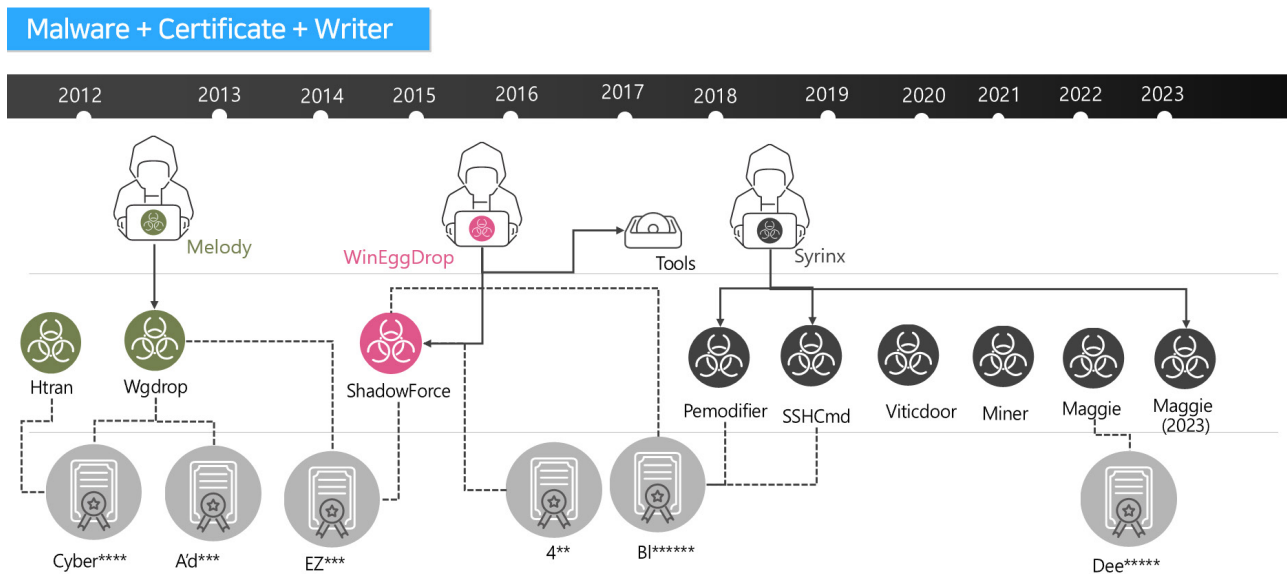 Malware + Certificate + Writer
2012 2013 2014 2015 2016 2017 2018 2019 2020 2021 2022 2023
Melody
WinEggDrop
Tools
Syrinx
Htran
Wgdrop
ShadowForce
Pemodifier
SSHCmd
Viticdoor
Miner
Maggie
Maggie
(2023)
Cyber****
A'd***
EZ***
4**
Bl******
Dee*****